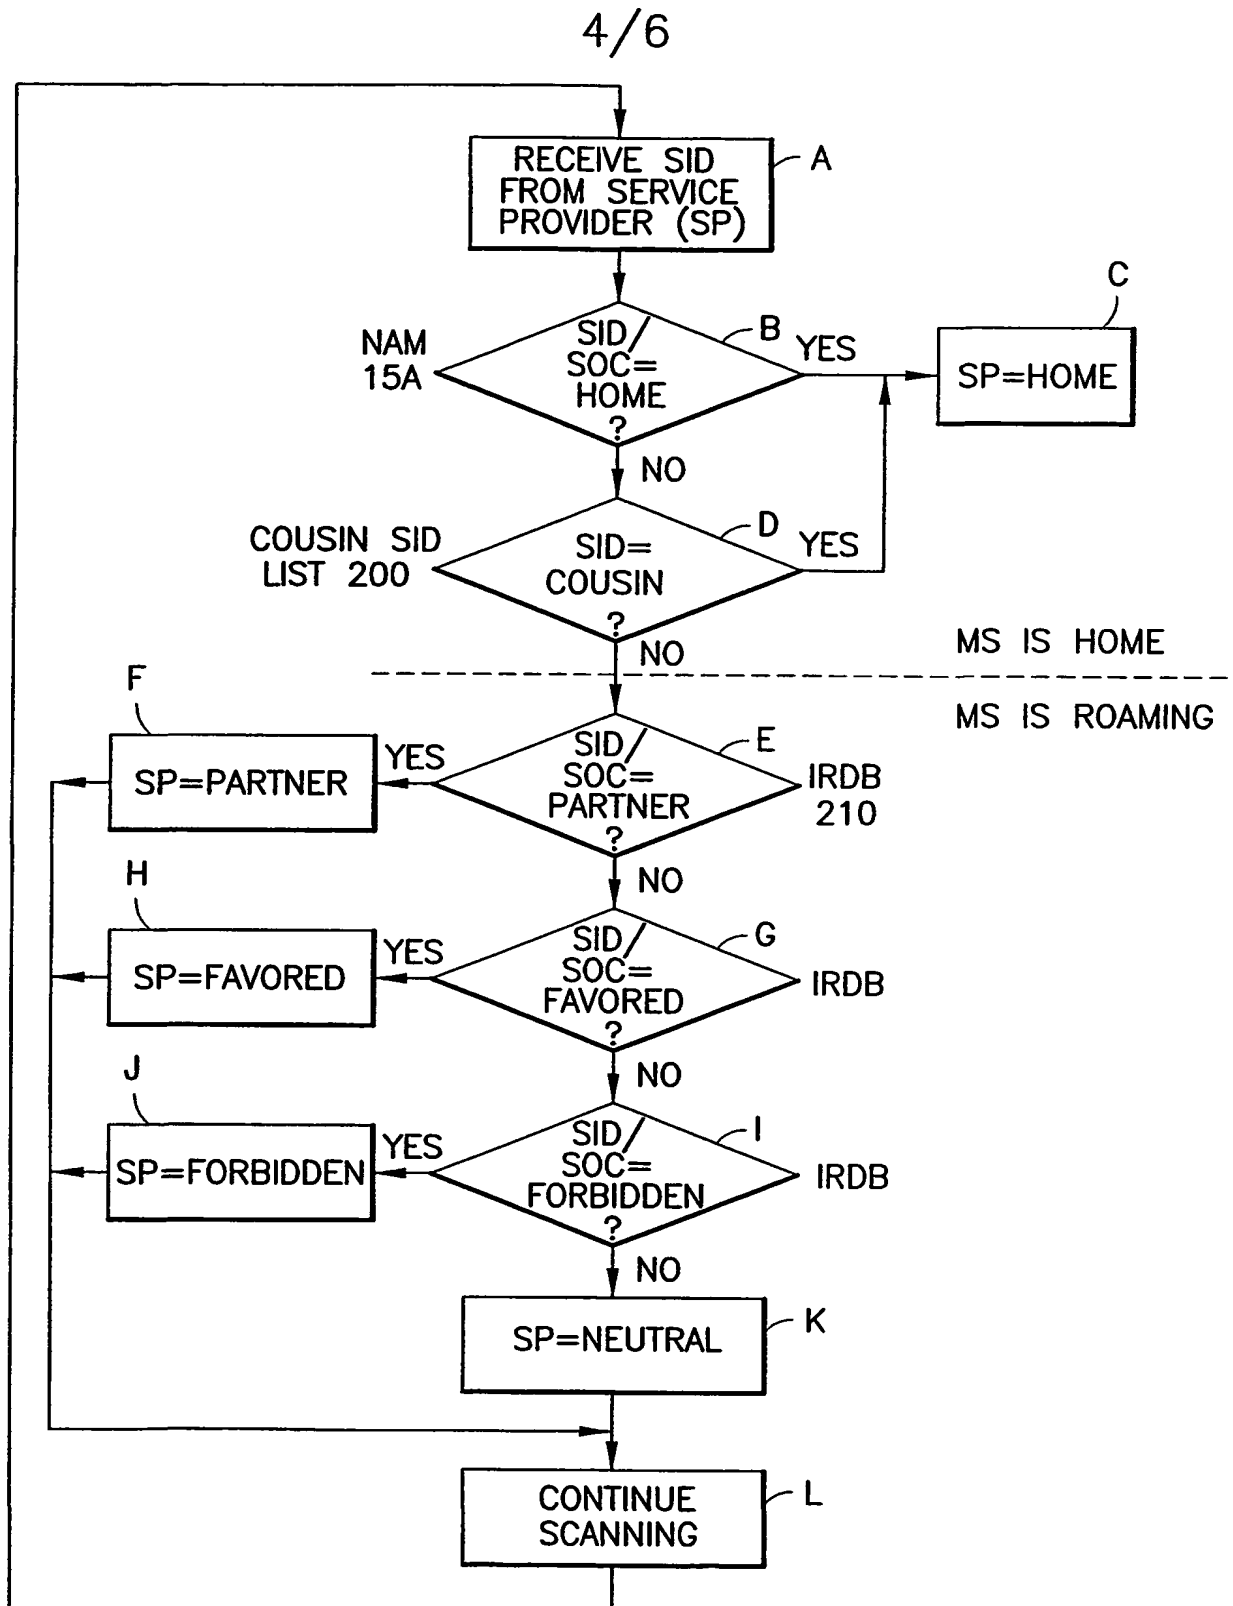 4/6
RECEIVE SID
FROM SERVICE
PROVIDER (SP)
A
NAM
15A
SID/
SOC=
HOME
?
B
YES
C
SP=HOME
NO
COUSIN SID
LIST 200
SID=
COUSIN
?
D
YES
NO
MS IS HOME
MS IS ROAMING
F
SP=PARTNER
YES
SID/
SOC=
PARTNER
?
E
IRDB
210
NO
H
SP=FAVORED
YES
SID/
SOC=
FAVORED
?
G
IRDB
NO
J
SP=FORBIDDEN
YES
SID/
SOC=
FORBIDDEN
?
I
IRDB
NO
SP=NEUTRAL
K
CONTINUE
SCANNING
L